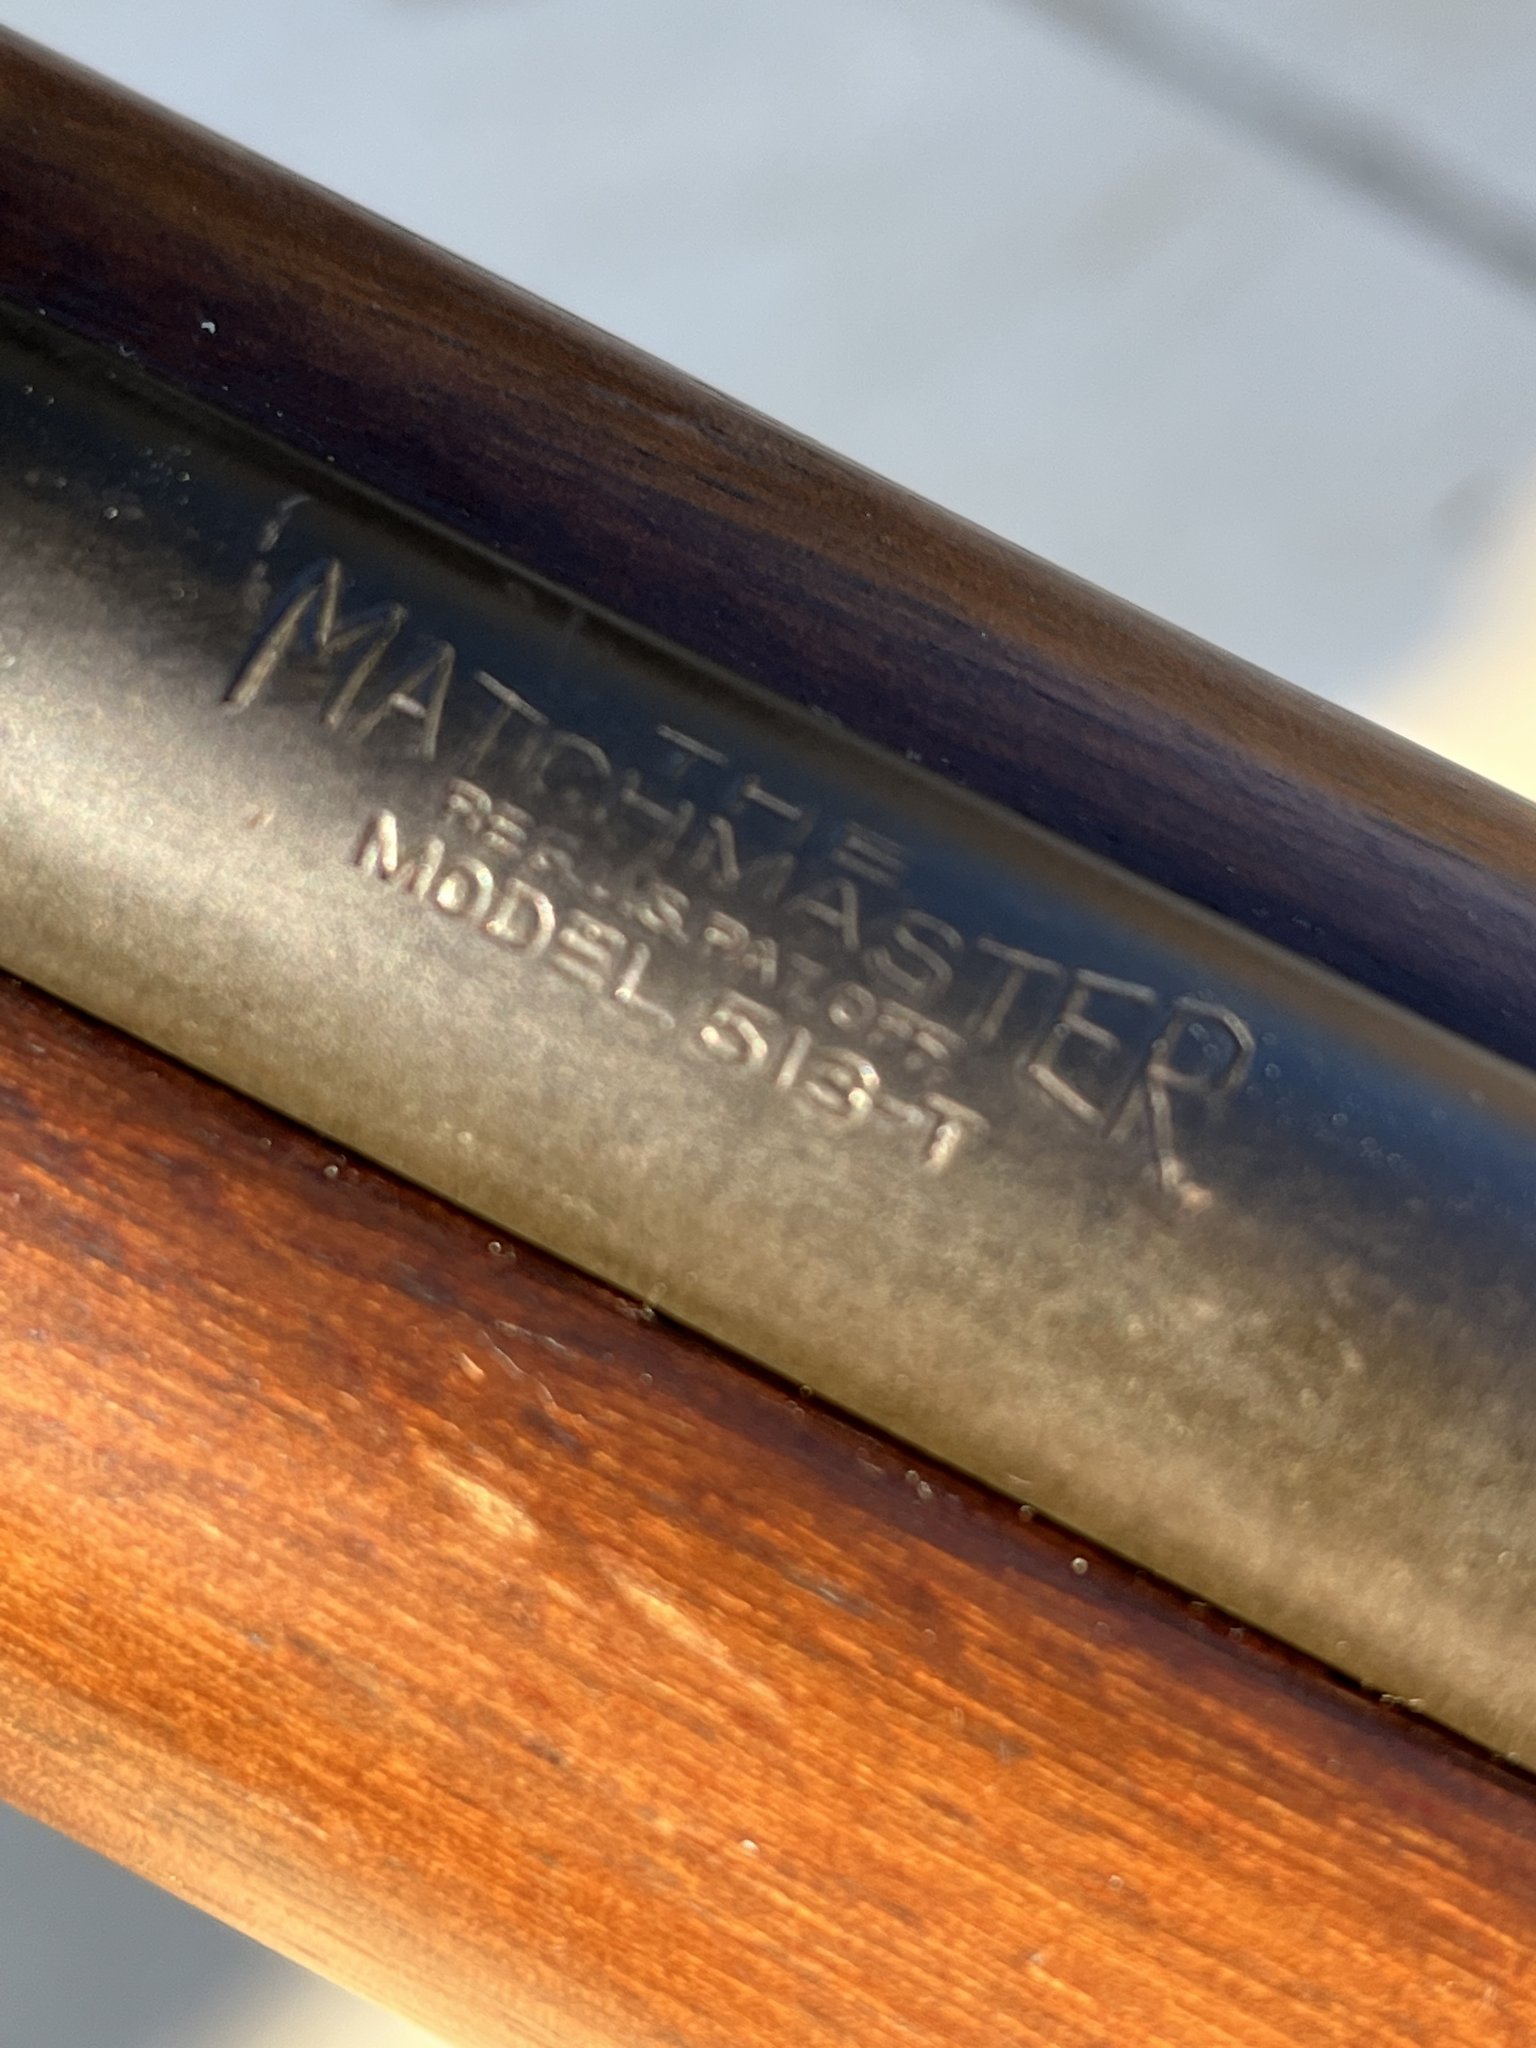 THE
MATCHMASTER
REG. U.S. PAT. OFF.
MODEL 513-T